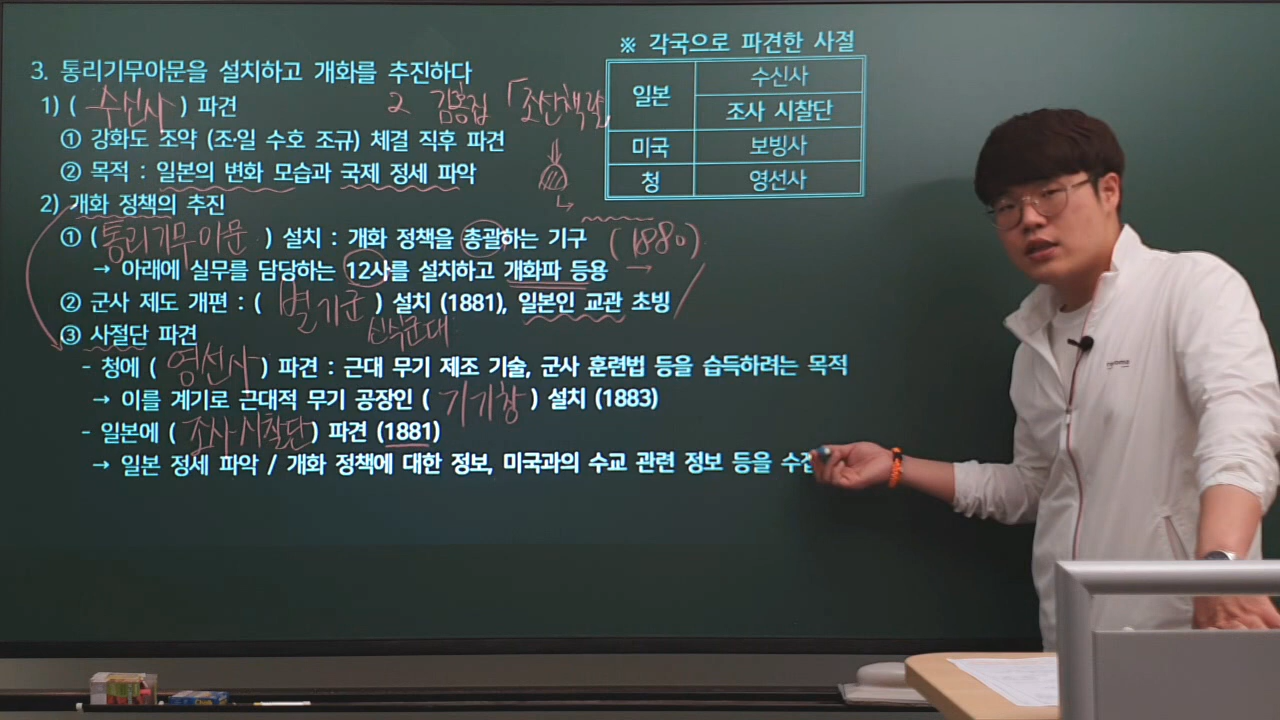 3. 통리기무아문을 설치하고 개화를 추진하다
1) ( 수신사 ) 파견 2 김홍집 「조선책략」
① 강화도 조약 (조·일 수호 조규) 체결 직후 파견
② 목적 : 일본의 변화 모습과 국제 정세 파악
2) 개화 정책의 추진
① ( 통리기무아문 ) 설치 : 개화 정책을 총괄하는 기구 (1880)
→ 아래에 실무를 담당하는 12사를 설치하고 개화파 등용 →
② 군사 제도 개편 : ( 별기군 ) 설치 (1881), 일본인 교관 초빙
신식군대
③ 사절단 파견
- 청에 ( 영선사 ) 파견 : 근대 무기 제조 기술, 군사 훈련법 등을 습득하려는 목적
→ 이를 계기로 근대적 무기 공장인 ( 기기창 ) 설치 (1883)
- 일본에 ( 조사시찰단 ) 파견 (1881)
→ 일본 정세 파악 / 개화 정책에 대한 정보, 미국과의 수교 관련 정보 등을
※ 각국으로 파견한 사절
일본 수신사
조사 시찰단
미국 보빙사
청 영선사